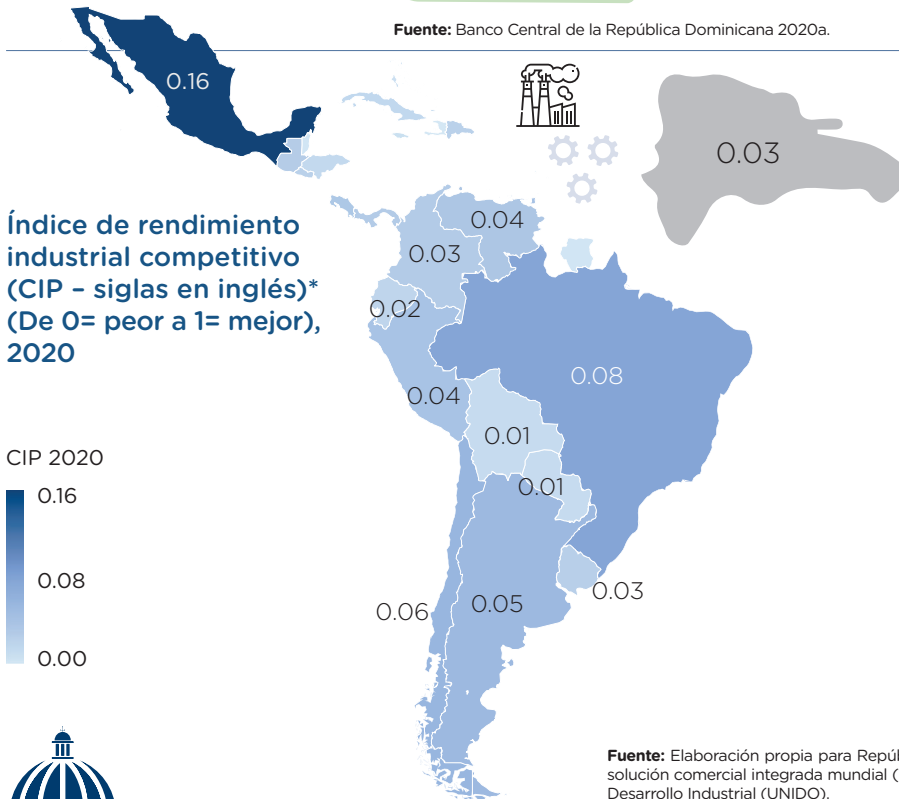 Fuente: Banco Central de la República Dominicana 2020a.
0.16
0.03
Índice de rendimiento
industrial competitivo
(CIP – siglas en inglés)*
(De 0= peor a 1= mejor),
2020
0.04
0.03
0.02
0.08
0.04
0.01
0.01
0.03
0.06
0.05
CIP 2020
0.16
0.08
0.00
Fuente: Elaboración propia para Repúl
solución comercial integrada mundial (
Desarrollo Industrial (UNIDO).